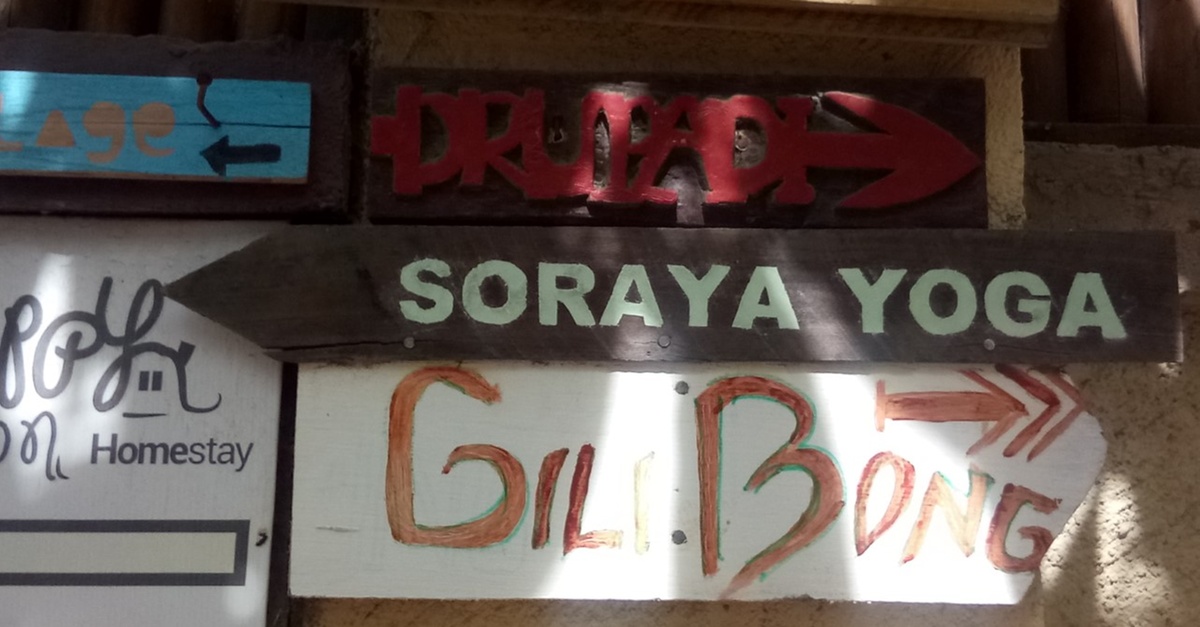 DRUPADI
SORAYA YOGA
GILI BONG
Homestay